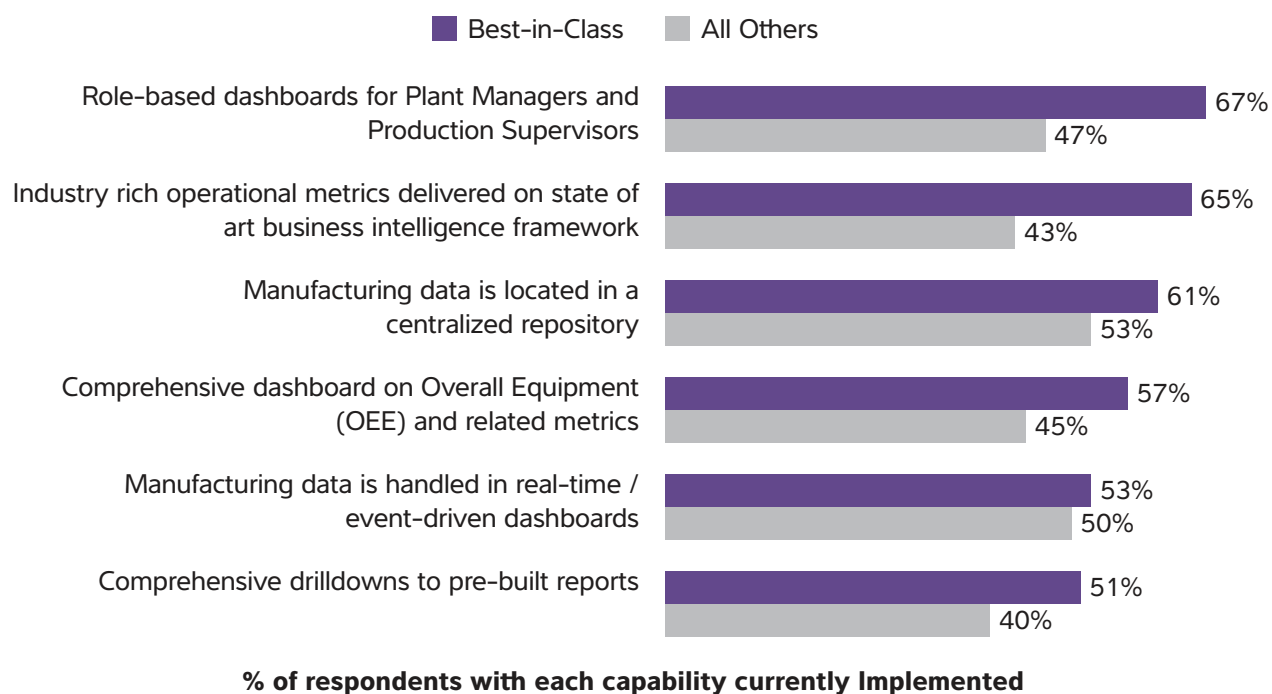 Best-in-Class All Others
Role-based dashboards for Plant Managers and
Production Supervisors
67%
47%
Industry rich operational metrics delivered on state of
art business intelligence framework
65%
43%
Manufacturing data is located in a
centralized repository
61%
53%
Comprehensive dashboard on Overall Equipment
(OEE) and related metrics
57%
45%
Manufacturing data is handled in real-time /
event-driven dashboards
53%
50%
Comprehensive drilldowns to pre-built reports
51%
40%
% of respondents with each capability currently Implemented